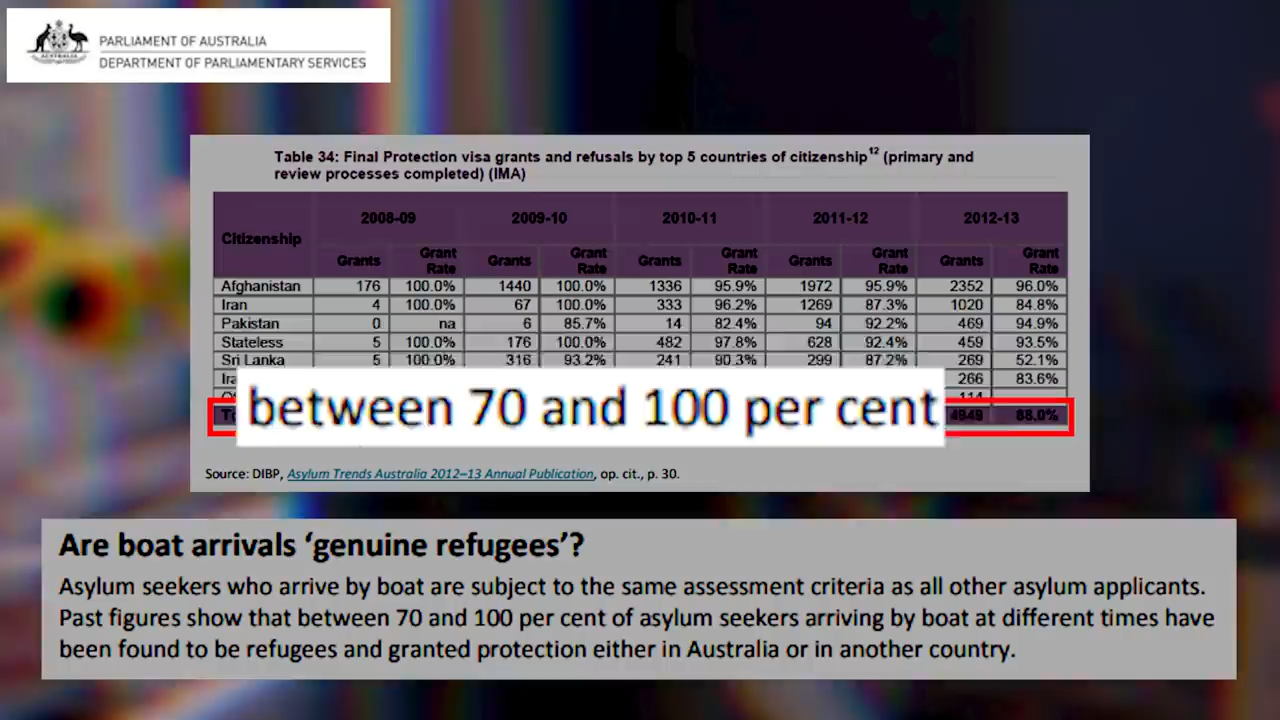 PARLIAMENT OF AUSTRALIA
DEPARTMENT OF PARLIAMENTARY SERVICES
Table 34: Final Protection visa grants and refusals by top 5 countries of citizenship12 (primary and
review processes completed) (IMA)
Citizenship 2008-09 2009-10 2010-11 2011-12 2012-13
Grants Grant Rate Grants Grant Rate Grants Grant Rate Grants Grant Rate Grants Grant Rate
Afghanistan 176 100.0% 1440 100.0% 1336 95.9% 1972 95.9% 2352 96.0%
Iran 4 100.0% 67 100.0% 333 96.2% 1269 87.3% 1020 84.8%
Pakistan 0 na 6 85.7% 14 82.4% 94 92.2% 469 94.9%
Stateless 5 100.0% 176 100.0% 482 97.8% 628 92.4% 459 93.5%
Sri Lanka 5 100.0% 316 93.2% 241 90.3% 299 87.2% 269 52.1%
266 83.6%
114
4949 88.0%
between 70 and 100 per cent
Source: DIBP, Asylum Trends Australia 2012–13 Annual Publication, op. cit., p. 30.
Are boat arrivals ‘genuine refugees’?
Asylum seekers who arrive by boat are subject to the same assessment criteria as all other asylum applicants.
Past figures show that between 70 and 100 per cent of asylum seekers arriving by boat at different times have
been found to be refugees and granted protection either in Australia or in another country.